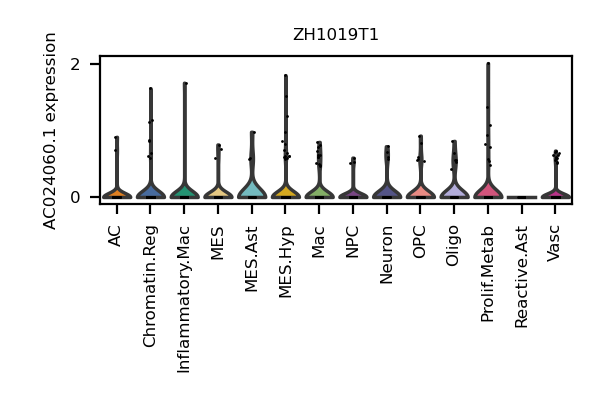 ZH1019T1
AC024060.1 expression
2
0
AC
Chromatin.Reg
Inflammatory.Mac
MES
MES.Ast
MES.Hyp
Mac
NPC
Neuron
OPC
Oligo
Prolif.Metab
Reactive.Ast
Vasc